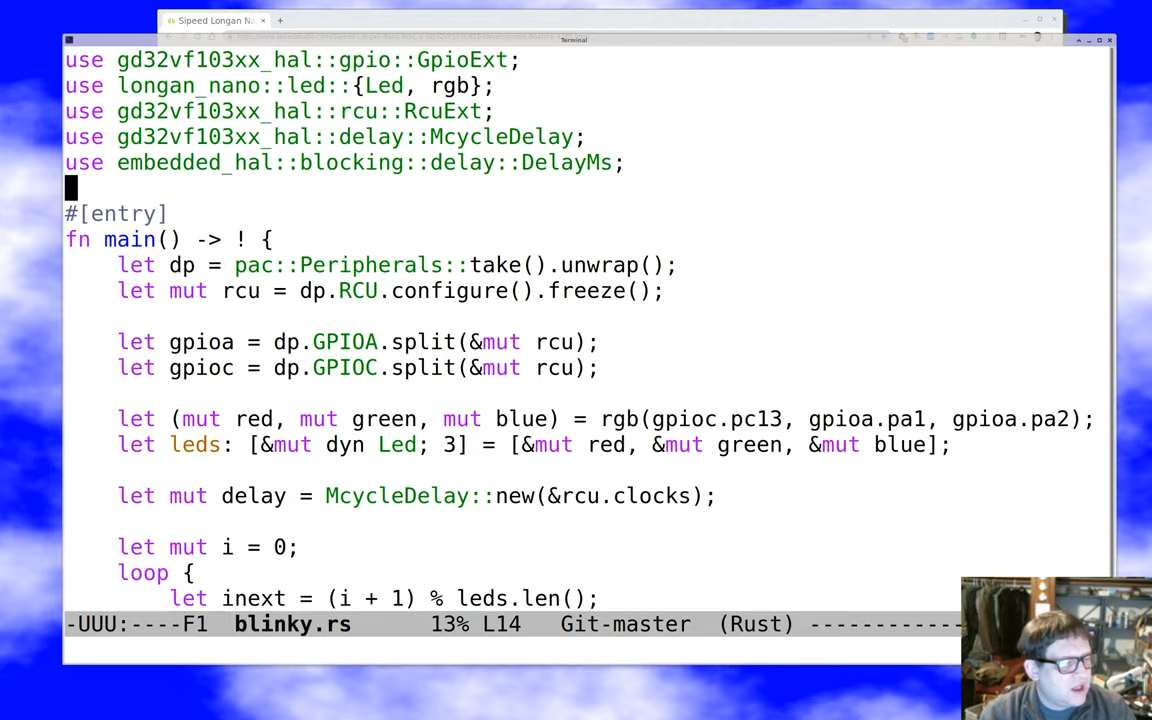 Sipeed Longan Na
Terminal
use gd32vf103xx_hal::gpio::GpioExt;
use longan_nano::led::{Led, rgb};
use gd32vf103xx_hal::rcu::RcuExt;
use gd32vf103xx_hal::delay::McycleDelay;
use embedded_hal::blocking::delay::DelayMs;
#[entry]
fn main() -> ! {
    let dp = pac::Peripherals::take().unwrap();
    let mut rcu = dp.RCU.configure().freeze();
    let gpioa = dp.GPIOA.split(&mut rcu);
    let gpioc = dp.GPIOC.split(&mut rcu);
    let (mut red, mut green, mut blue) = rgb(gpioc.pc13, gpioa.pa1, gpioa.pa2);
    let leds: [&mut dyn Led; 3] = [&mut red, &mut green, &mut blue];
    let mut delay = McycleDelay::new(&rcu.clocks);
    let mut i = 0;
    loop {
        let inext = (i + 1) % leds.len();
-UUU:----F1  blinky.rs      13% L14   Git-master  (Rust) ------------